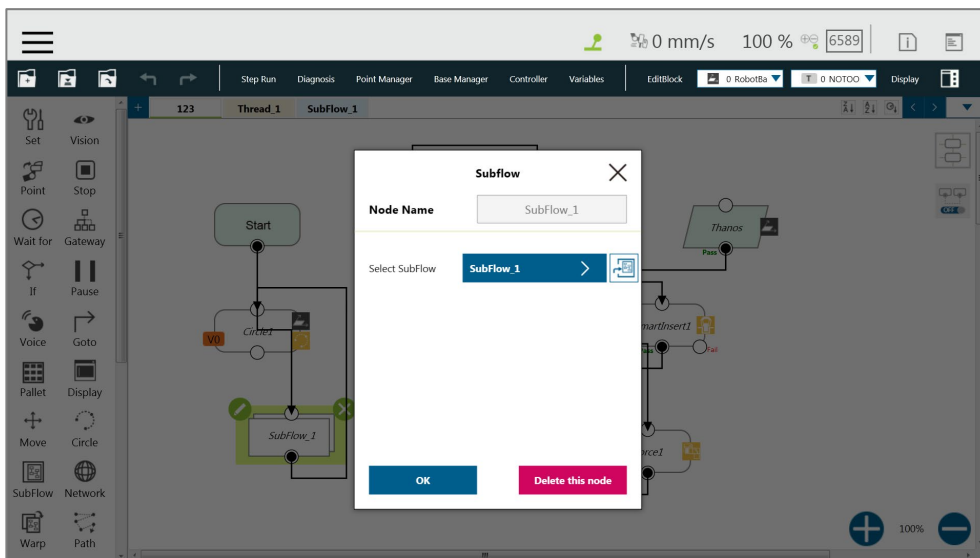 0 mm/s 100 % 6589
Step Run Diagnosis Point Manager Base Manager Controller Variables EditBlock 0 RobotBa T 0 NOTOO Display
123 Thread_1 SubFlow_1
Set Vision
Point Stop
Wait for Gateway
If Pause
Voice Goto
Pallet Display
Move Circle
SubFlow Network
Warp Path
Start
Circle1
V0
SubFlow_1
Subflow
Node Name SubFlow_1
Select SubFlow SubFlow_1
OK Delete this node
Thanos
Pass
martInsert1
Pass Fail
orce1
100%